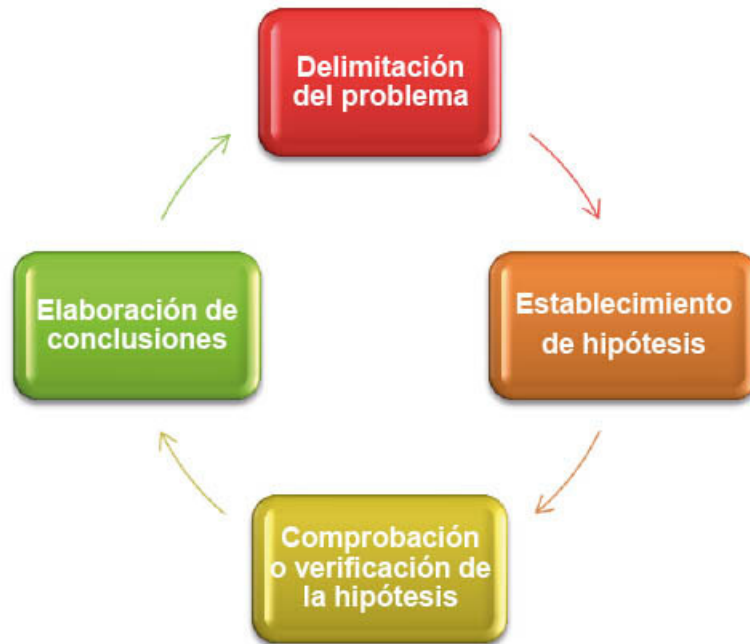 Delimitación
del problema
Establecimiento
de hipótesis
Comprobación
o verificación de
la hipótesis
Elaboración de
conclusiones